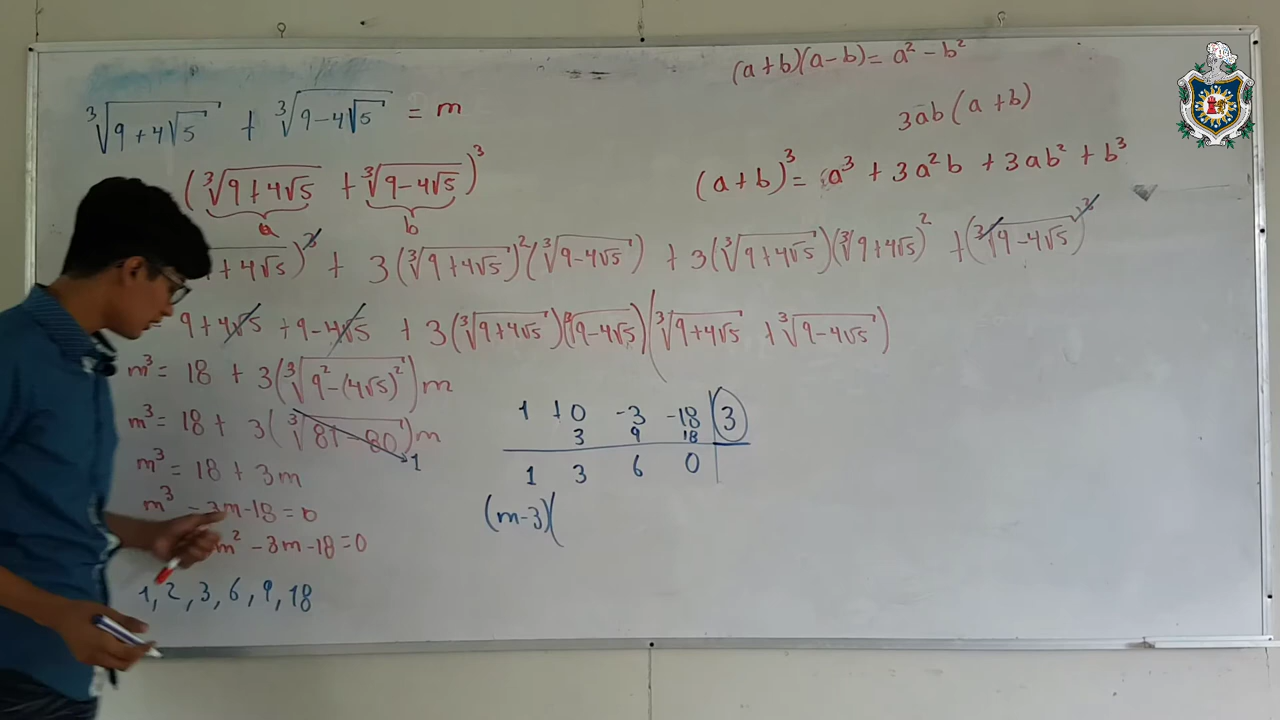 ∛(9+4√5) + ∛(9-4√5) = m
(a+b)(a-b) = a² - b²
3ab(a+b)
(∛(9+4√5) + ∛(9-4√5))³
a b
(a+b)³ = a³ + 3a²b + 3ab² + b³
+4√5)³ + 3(∛(9+4√5))²(∛(9-4√5)) + 3(∛(9+4√5))(∛(9+4√5))² + (∛(9-4√5))³
= 9+4√5 + 9-4√5 + 3(∛(9+4√5))(∛(9-4√5))(∛(9+4√5) + ∛(9-4√5))
m³ = 18 + 3(∛(9²-(4√5)²))m
m³ = 18 + 3(∛(81-80))m
1
m³ = 18 + 3m
m³ - 3m - 18 = 0
m² - 3m - 18 = 0
1, 2, 3, 6, 9, 18
1 +0 -3 -18 3
3 9 18
1 3 6 0
(m-3)(